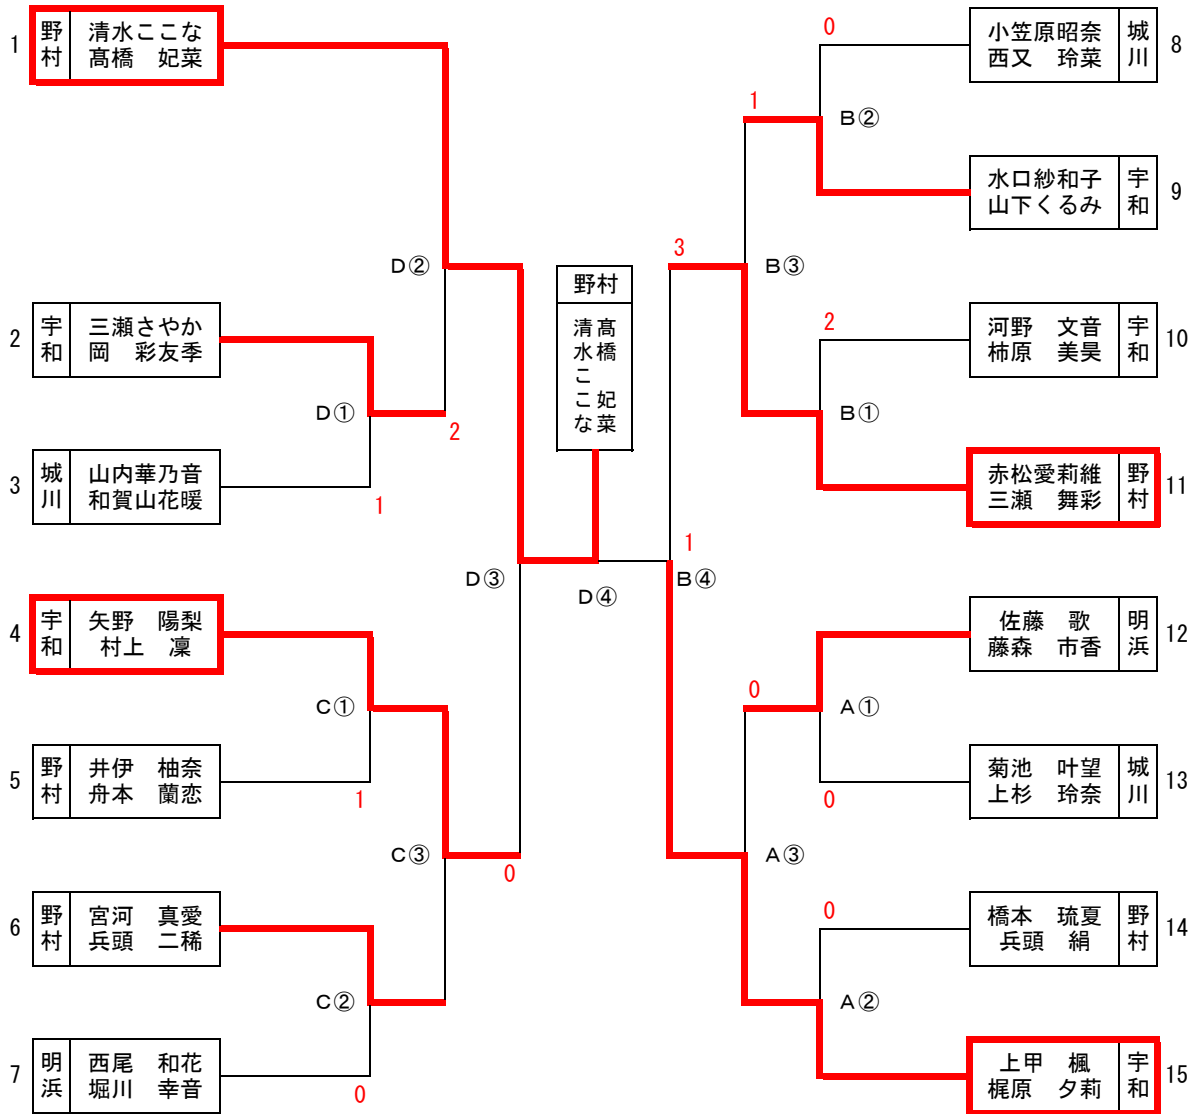 1 野村 清水ここな
髙橋 妃菜
2 宇和 三瀬さやか
岡 彩友季
3 城川 山内華乃音
和賀山花暖
4 宇和 矢野 陽梨
村上 凜
5 野村 井伊 柚奈
舟本 蘭恋
6 野村 宮河 真愛
兵頭 二稀
7 明浜 西尾 和花
堀川 幸音
D②
D①
2
1
C①
1
C③
C②
0
0
D③
野村
髙橋 妃菜
清水ここな
D④
B④
3
1
1
0
B②
B③
2
B①
0
A①
0
A③
0
A②
小笠原昭奈 城川 8
西又 玲菜
水口紗和子 宇和 9
山下くるみ
河野 文音 宇和 10
柿原 美昊
赤松愛莉維 野村 11
三瀬 舞彩
佐藤 歌 明浜 12
藤森 市香
菊池 叶望 城川 13
上杉 玲奈
橋本 琉夏 野村 14
兵頭 絹
上甲 楓 宇和 15
梶原 夕莉